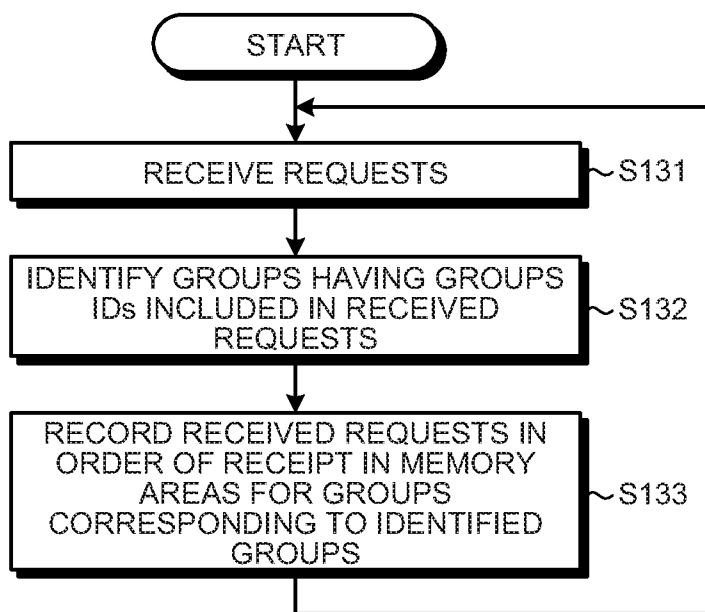 START
RECEIVE REQUESTS
S131
IDENTIFY GROUPS HAVING GROUPS
IDs INCLUDED IN RECEIVED
REQUESTS
S132
RECORD RECEIVED REQUESTS IN
ORDER OF RECEIPT IN MEMORY
AREAS FOR GROUPS
CORRESPONDING TO IDENTIFIED
GROUPS
S133